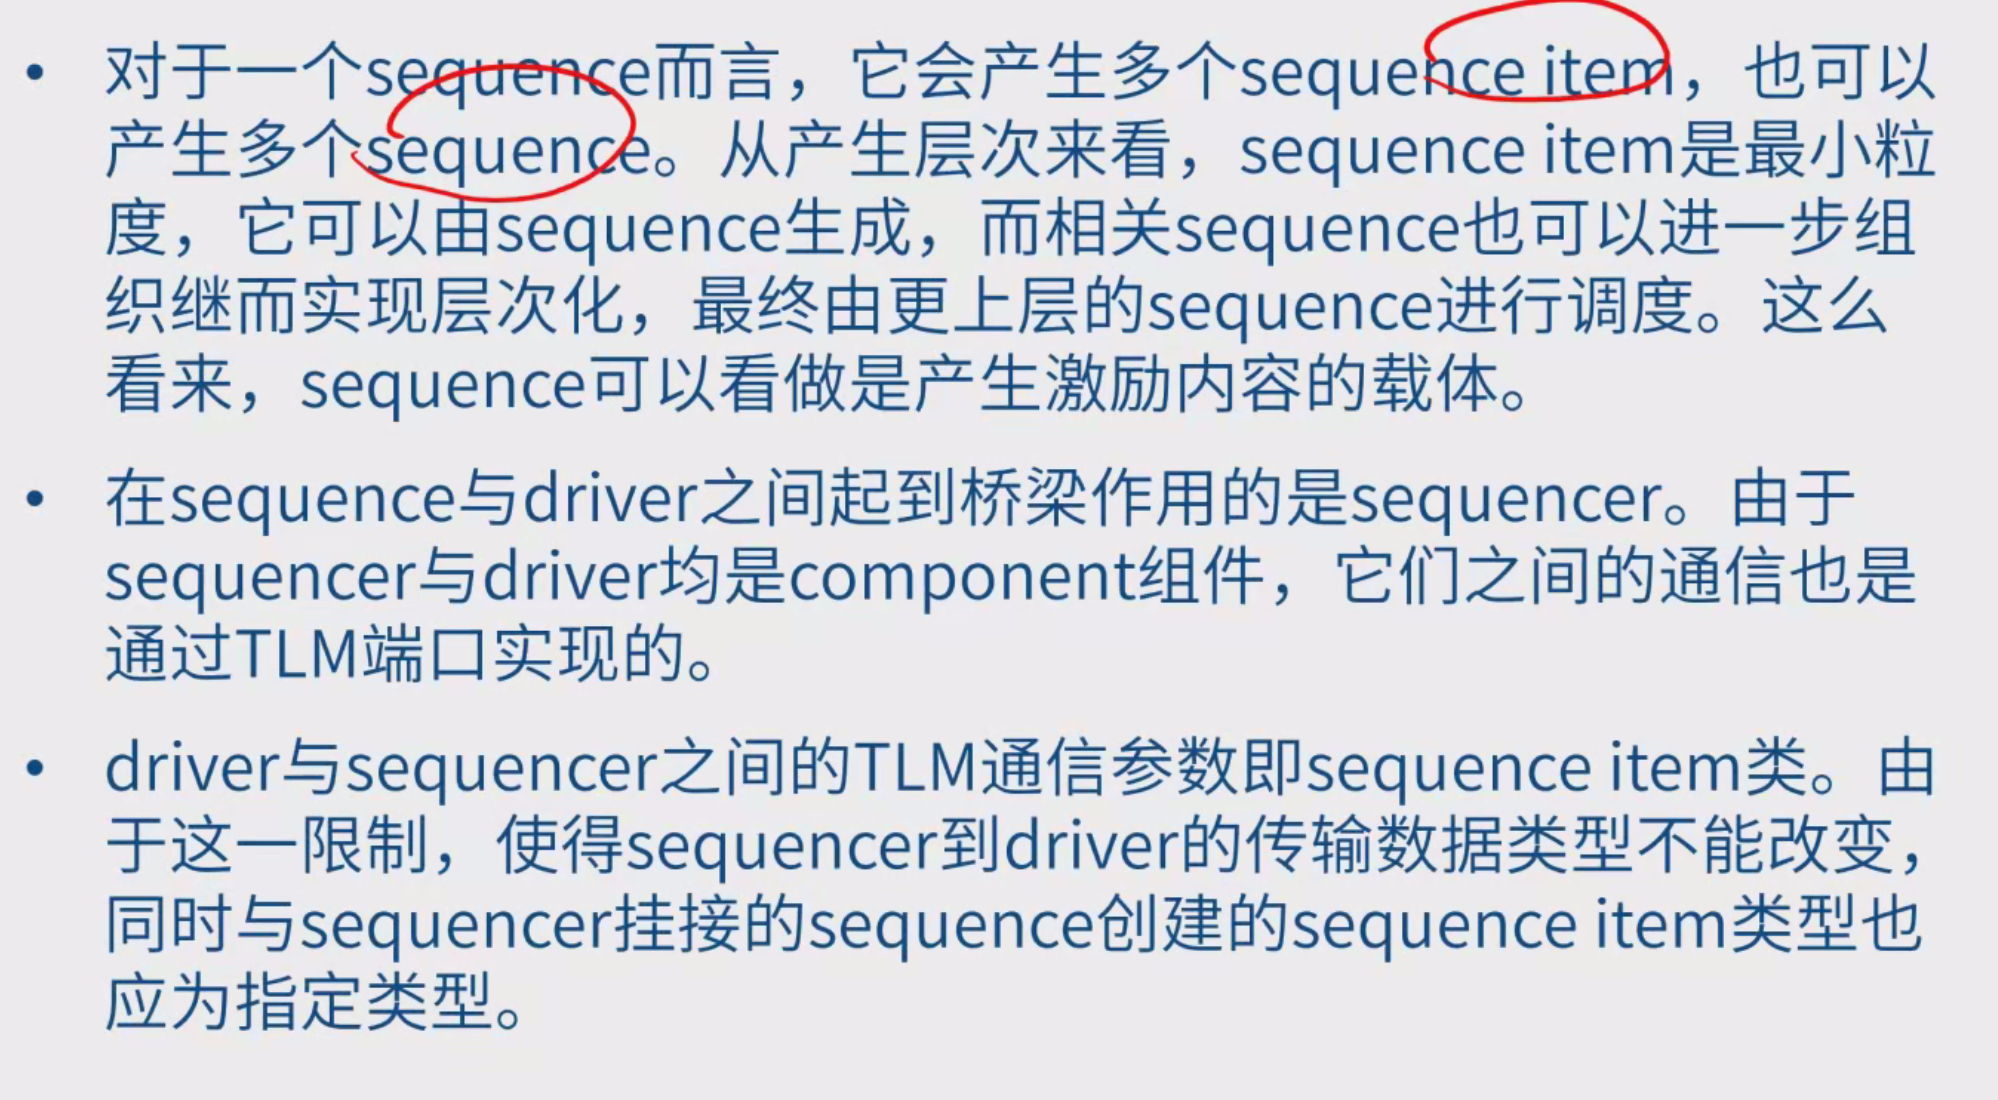 • 对于一个sequence而言，它会产生多个sequence item，也可以
产生多个sequence。从产生层次来看，sequence item是最小粒
度，它可以由sequence生成，而相关sequence也可以进一步组
织继而实现层次化，最终由更上层的sequence进行调度。这么
看来，sequence可以看做是产生激励内容的载体。
• 在sequence与driver之间起到桥梁作用的是sequencer。由于
sequencer与driver均是component组件，它们之间的通信也是
通过TLM端口实现的。
• driver与sequencer之间的TLM通信参数即sequence item类。由
于这一限制，使得sequencer到driver的传输数据类型不能改变，
同时与sequencer挂接的sequence创建的sequence item类型也
应为指定类型。